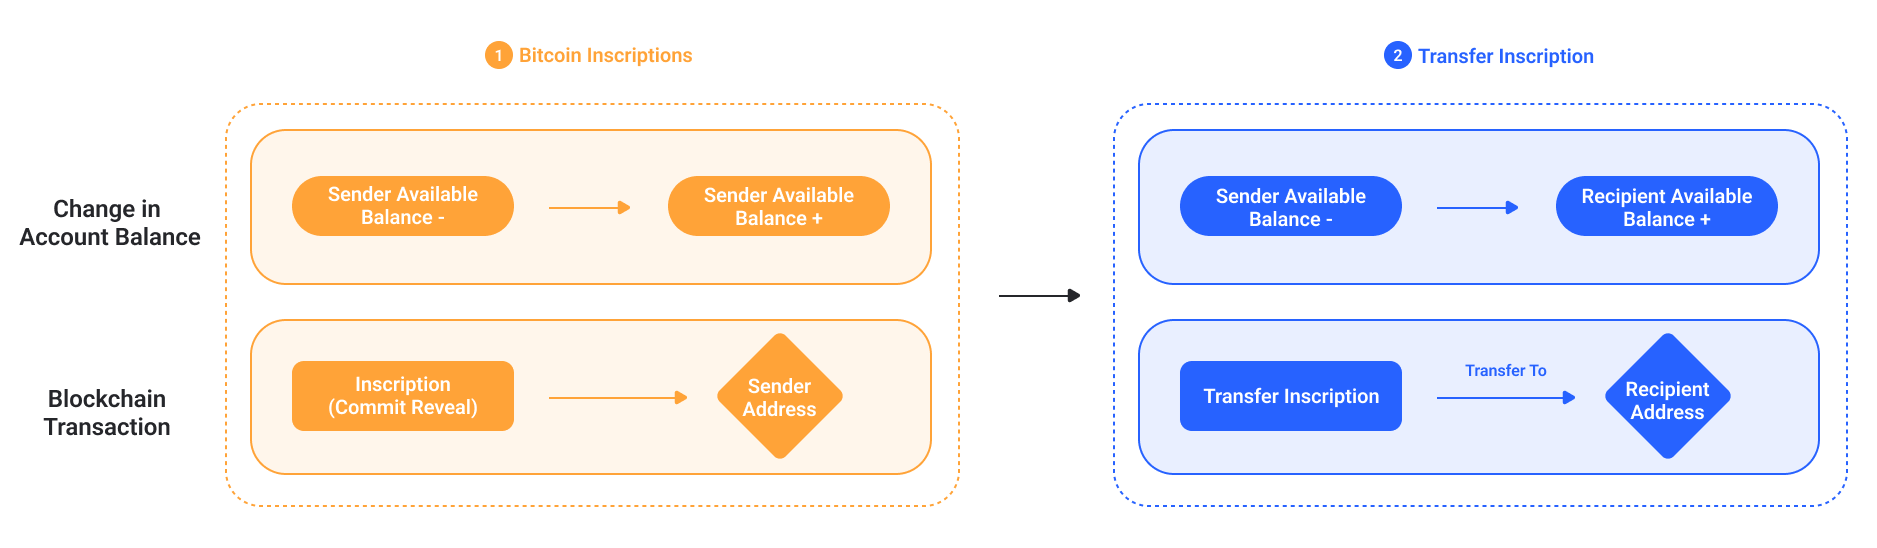 1 Bitcoin Inscriptions
2 Transfer Inscription
Change in
Account Balance
Sender Available
Balance -
Sender Available
Balance +
Sender Available
Balance -
Recipient Available
Balance +
Blockchain
Transaction
Inscription
(Commit Reveal)
Sender
Address
Transfer Inscription
Transfer To
Recipient
Address